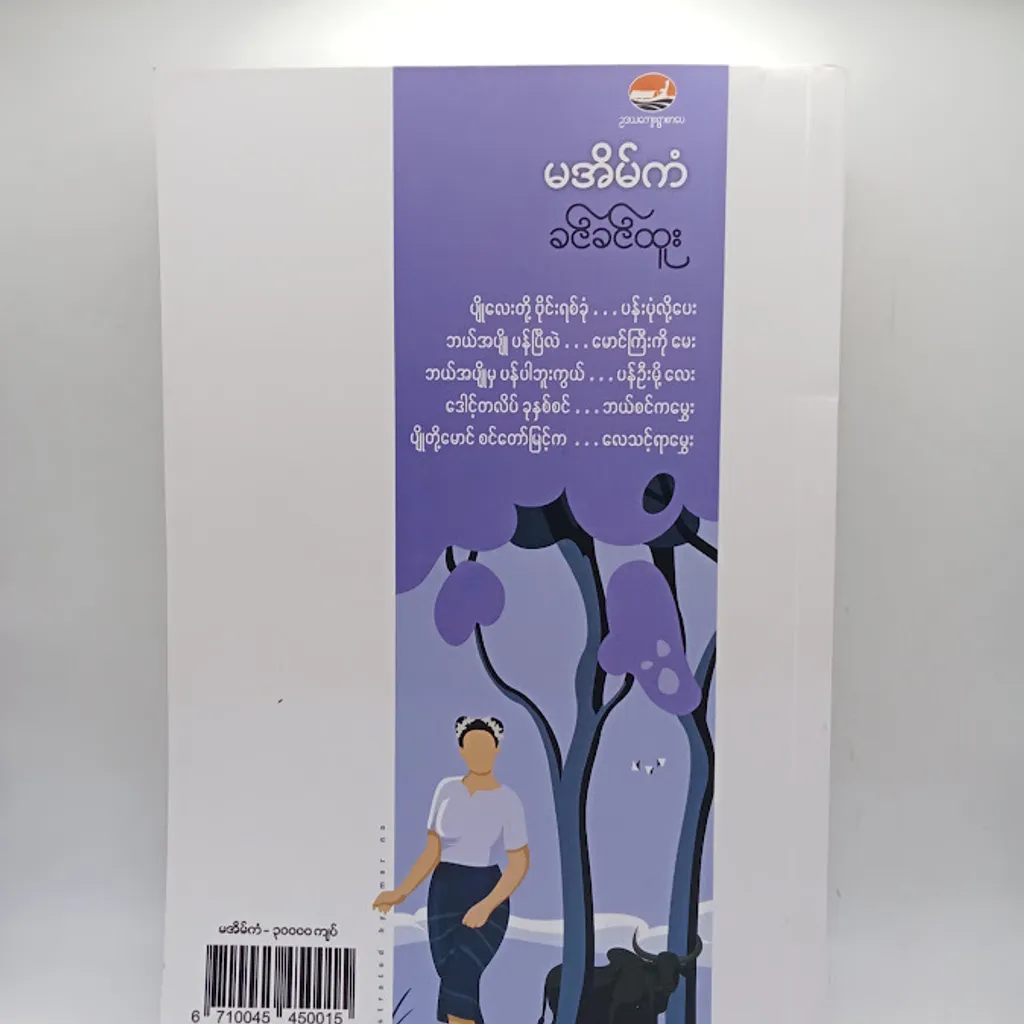 ဥဒယကျေးရွာစာပေ
မအိမ်ကံ
ခင်ခင်ထူး
ပျိုလေးတို့ ဝိုင်းရစ်ခုံ . . . ပန်းပုံလို့ပေး
ဘယ်အပျို ပန်ပြီလဲ . . . မောင်ကြီးကို မေး
ဘယ်အပျိုမှ ပန်ပါဘူးကွယ် . . . ပန်ဦးမို့ လေး
ဒေါင့်တလိပ် ခုနှစ်စင် . . . ဘယ်စင်ကမွှေး
ပျိုတို့မောင် စင်တော်မြင့်က . . . လေသင့်ရာမွှေး
မအိမ်ကံ - ၃၀၀၀၀ ကျပ်
6 710045 450015